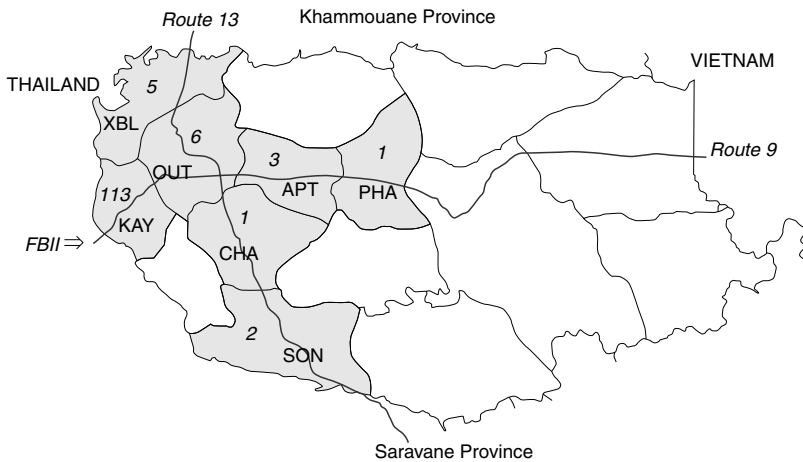 Route 13
Khammouane Province
THAILAND
VIETNAM
5
XBL
6
OUT
3
APT
1
PHA
Route 9
113
KAY
1
CHA
FBII ⇒
2
SON
Saravane Province